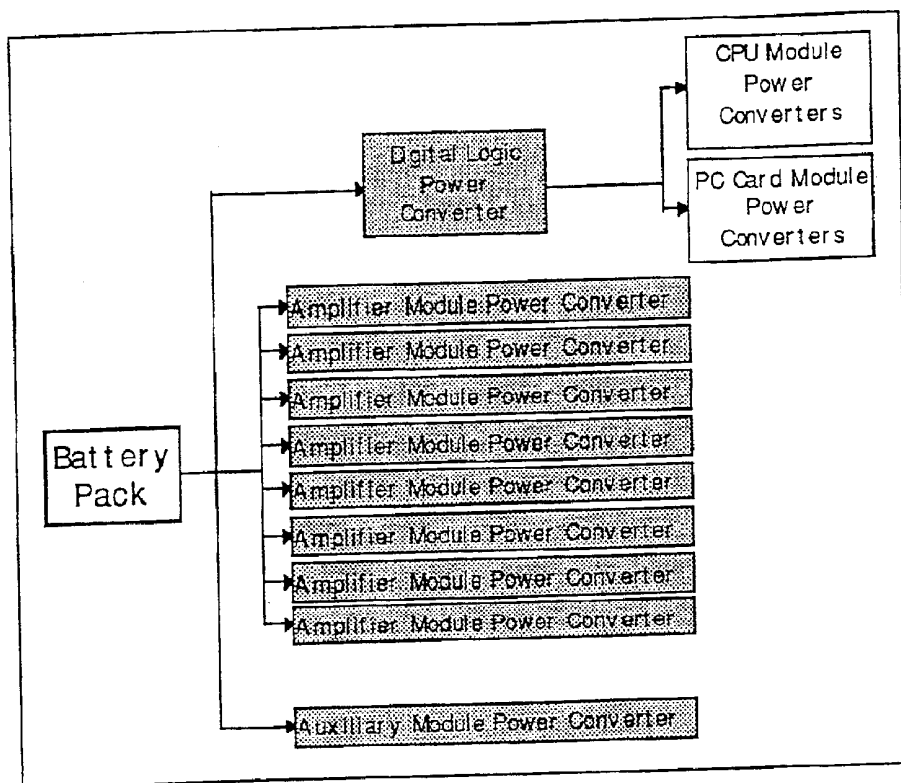 CPU Module
Power
Converters
Digital Logic
Power
Converter
PC Card Module
Power
Converters
Amplifier Module Power Converter
Amplifier Module Power Converter
Amplifier Module Power Converter
Amplifier Module Power Converter
Amplifier Module Power Converter
Amplifier Module Power Converter
Amplifier Module Power Converter
Amplifier Module Power Converter
Battery
Pack
Auxiliary Module Power Converter